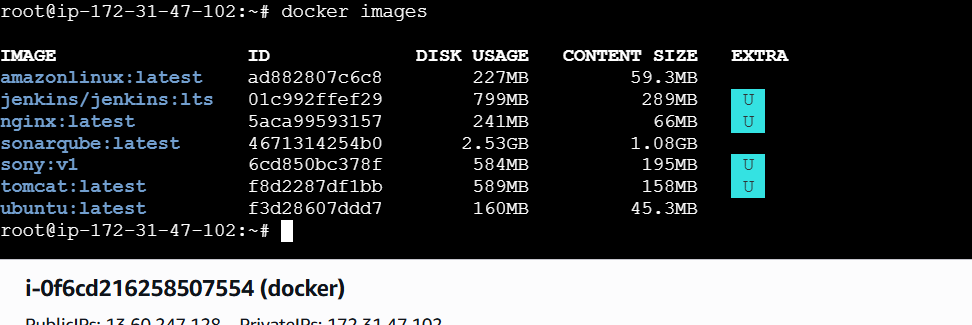 root@ip-172-31-47-102:~# docker images
IMAGE ID DISK USAGE CONTENT SIZE EXTRA
amazonlinux:latest ad882807c6c8 227MB 59.3MB
jenkins/jenkins:lts 01c992ffef29 799MB 289MB U
nginx:latest 5aca99593157 241MB 66MB U
sonarqube:latest 4671314254b0 2.53GB 1.08GB
sony:v1 6cd850bc378f 584MB 195MB U
tomcat:latest f8d2287df1bb 589MB 158MB U
ubuntu:latest f3d28607ddd7 160MB 45.3MB
root@ip-172-31-47-102:~#
i-0f6cd216258507554 (docker)
PublicIPs: 13.60.247.128 PrivateIPs: 172.31.47.102